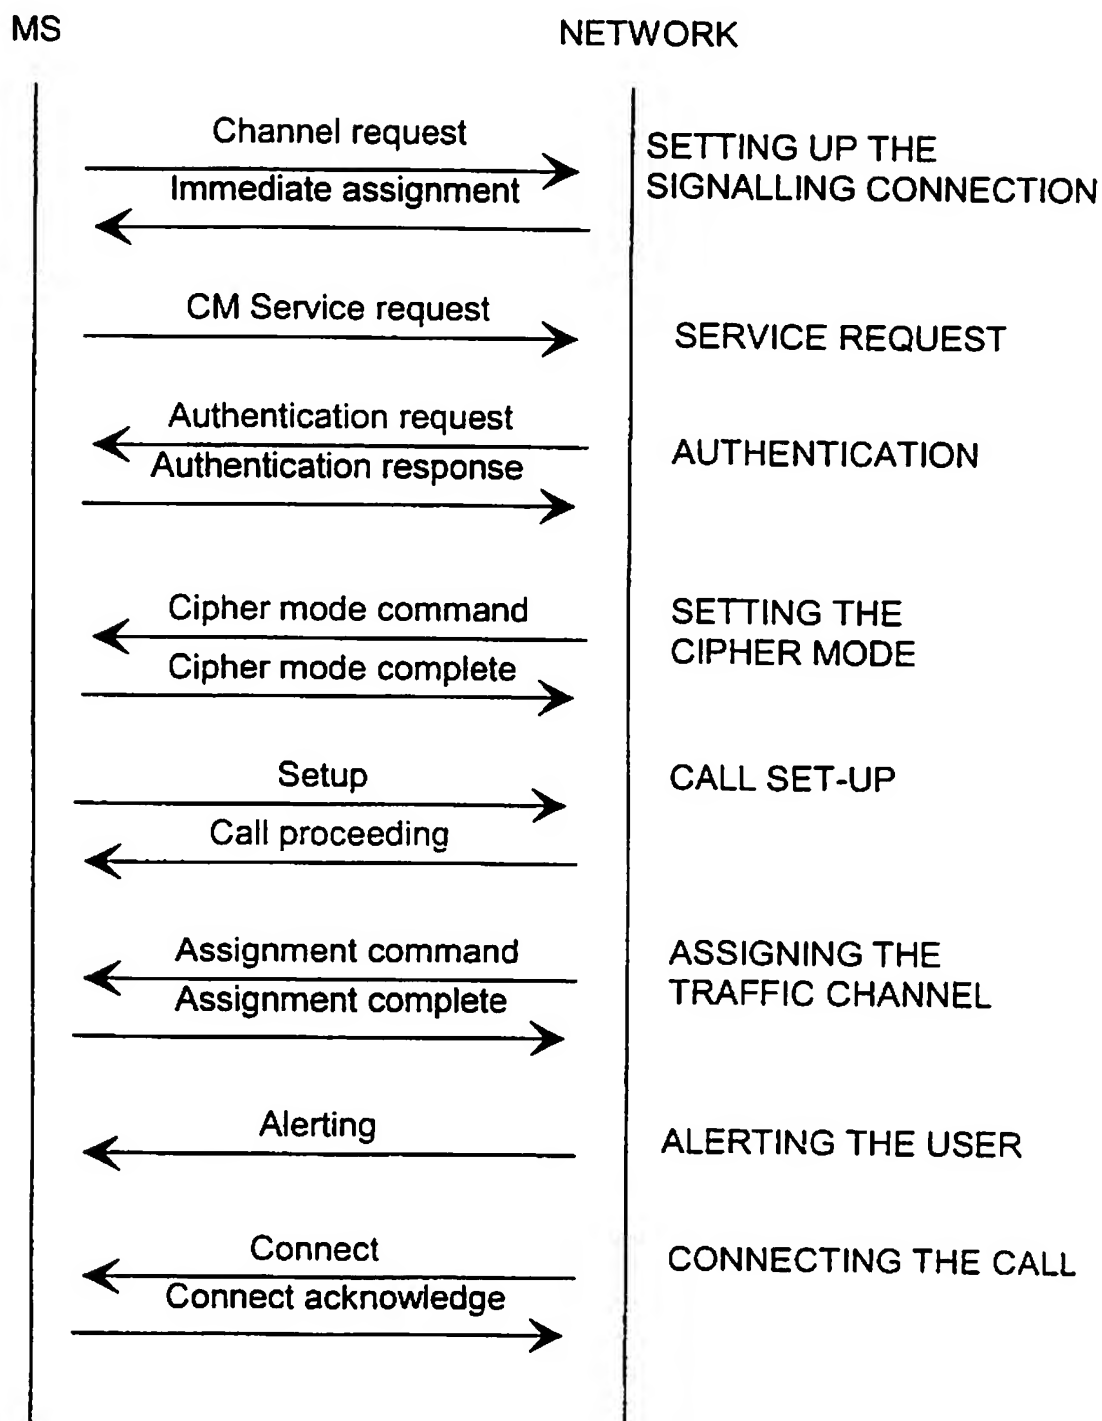 MS
NETWORK
Channel request
SETTING UP THE
SIGNALLING CONNECTION
Immediate assignment
CM Service request
SERVICE REQUEST
Authentication request
AUTHENTICATION
Authentication response
Cipher mode command
SETTING THE
CIPHER MODE
Cipher mode complete
Setup
CALL SET-UP
Call proceeding
Assignment command
ASSIGNING THE
TRAFFIC CHANNEL
Assignment complete
Alerting
ALERTING THE USER
Connect
CONNECTING THE CALL
Connect acknowledge